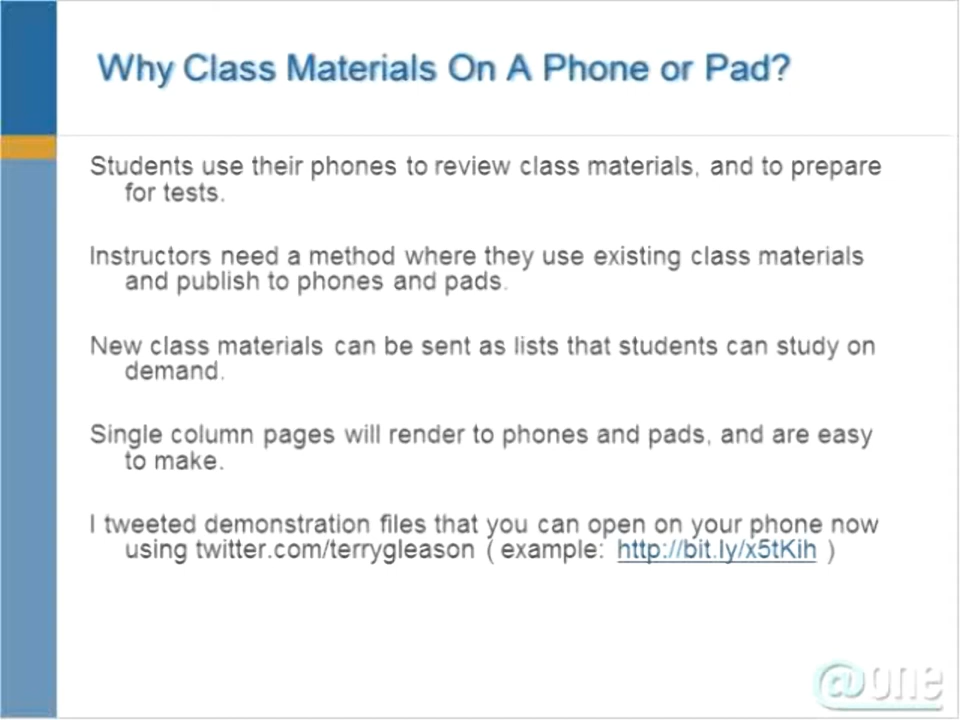 Why Class Materials On A Phone or Pad?
Students use their phones to review class materials, and to prepare
for tests.
Instructors need a method where they use existing class materials
and publish to phones and pads.
New class materials can be sent as lists that students can study on
demand.
Single column pages will render to phones and pads, and are easy
to make.
I tweeted demonstration files that you can open on your phone now
using twitter.com/terrygleason ( example: http://bit.ly/x5tKih )
@one